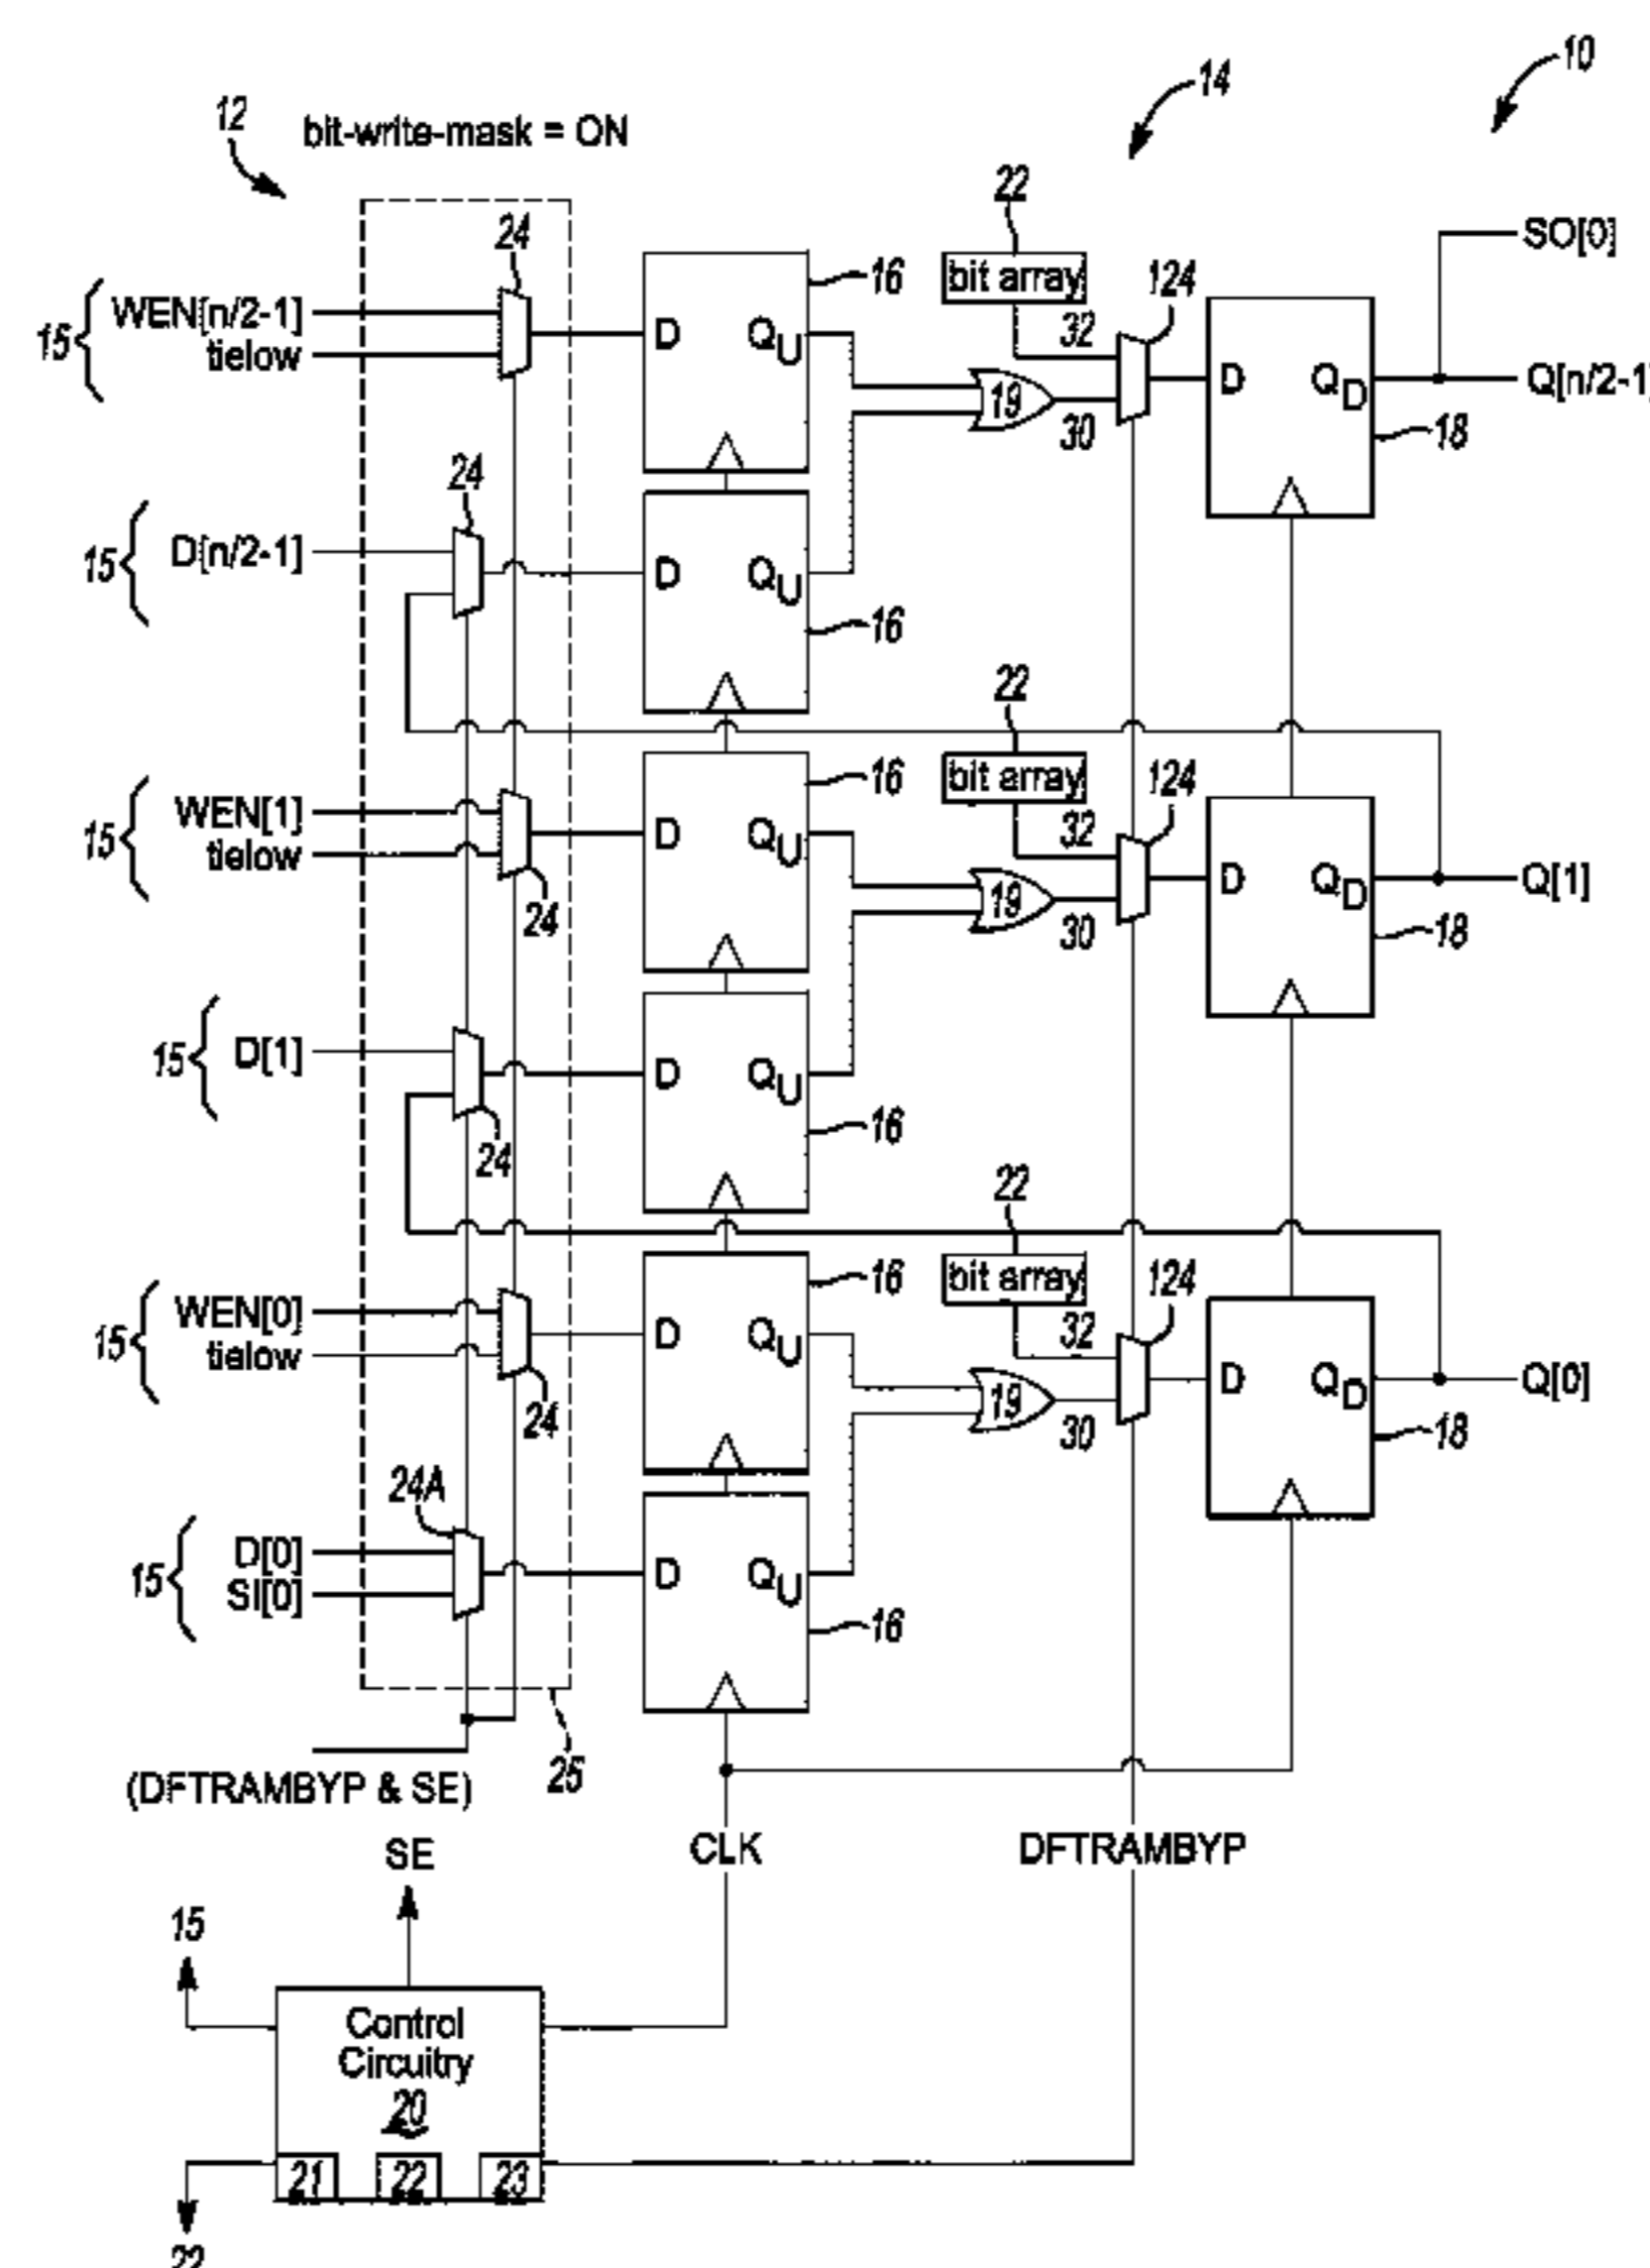 10
14
12
bit-write-mask = ON
22
24
SO[0]
16
bit array
124
WEN[n/2-1]
15
tielow
D
QU
32
19
30
D
QD
Q[n/2-1]
18
24
15
D[n/2-1]
D
QU
16
22
16
bit array
124
WEN[1]
15
tielow
D
QU
32
19
30
D
QD
Q[1]
24
18
15
D[1]
D
QU
24
16
22
16
bit array
124
WEN[0]
15
tielow
D
QU
32
19
30
D
QD
Q[0]
24
18
24A
D[0]
15
SI[0]
D
QU
16
25
(DFTRAMBYP & SE)
SE
CLK
DFTRAMBYP
15
Control
Circuitry
20
21
22
23
22